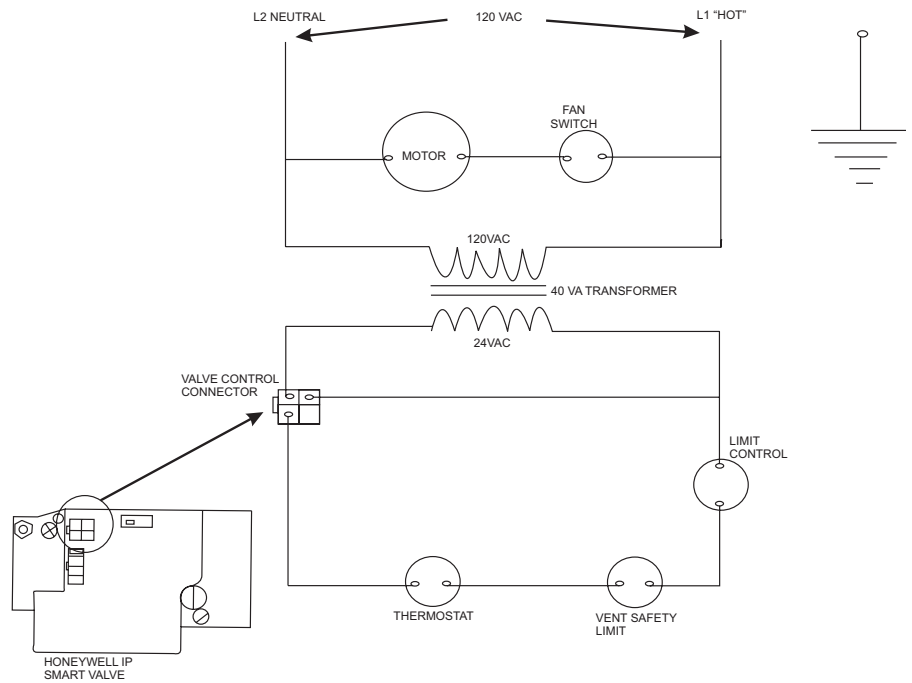 L2 NEUTRAL
120 VAC
L1 “HOT”
FAN
SWITCH
MOTOR
120VAC
40 VA TRANSFORMER
24VAC
VALVE CONTROL
CONNECTOR
LIMIT
CONTROL
THERMOSTAT
VENT SAFETY
LIMIT
HONEYWELL IP
SMART VALVE